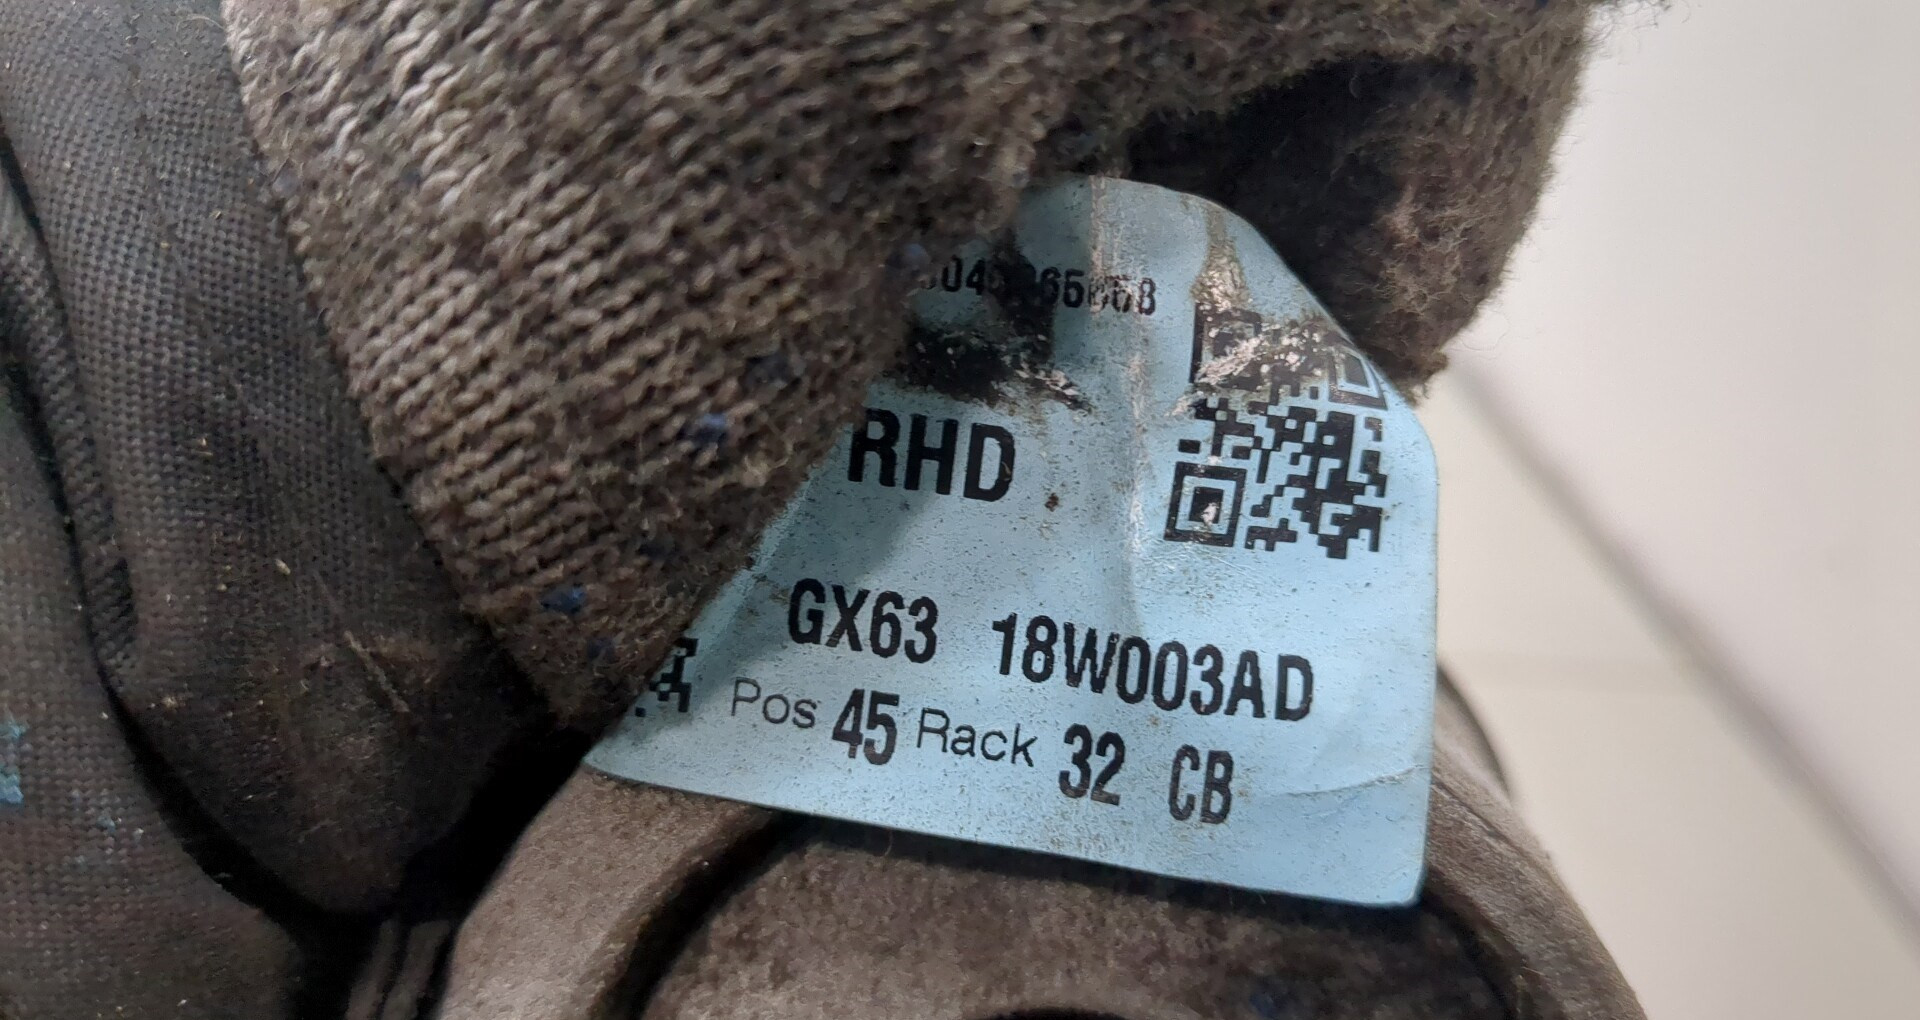 RHD
GX63 18W003AD
Pos 45 Rack 32 CB